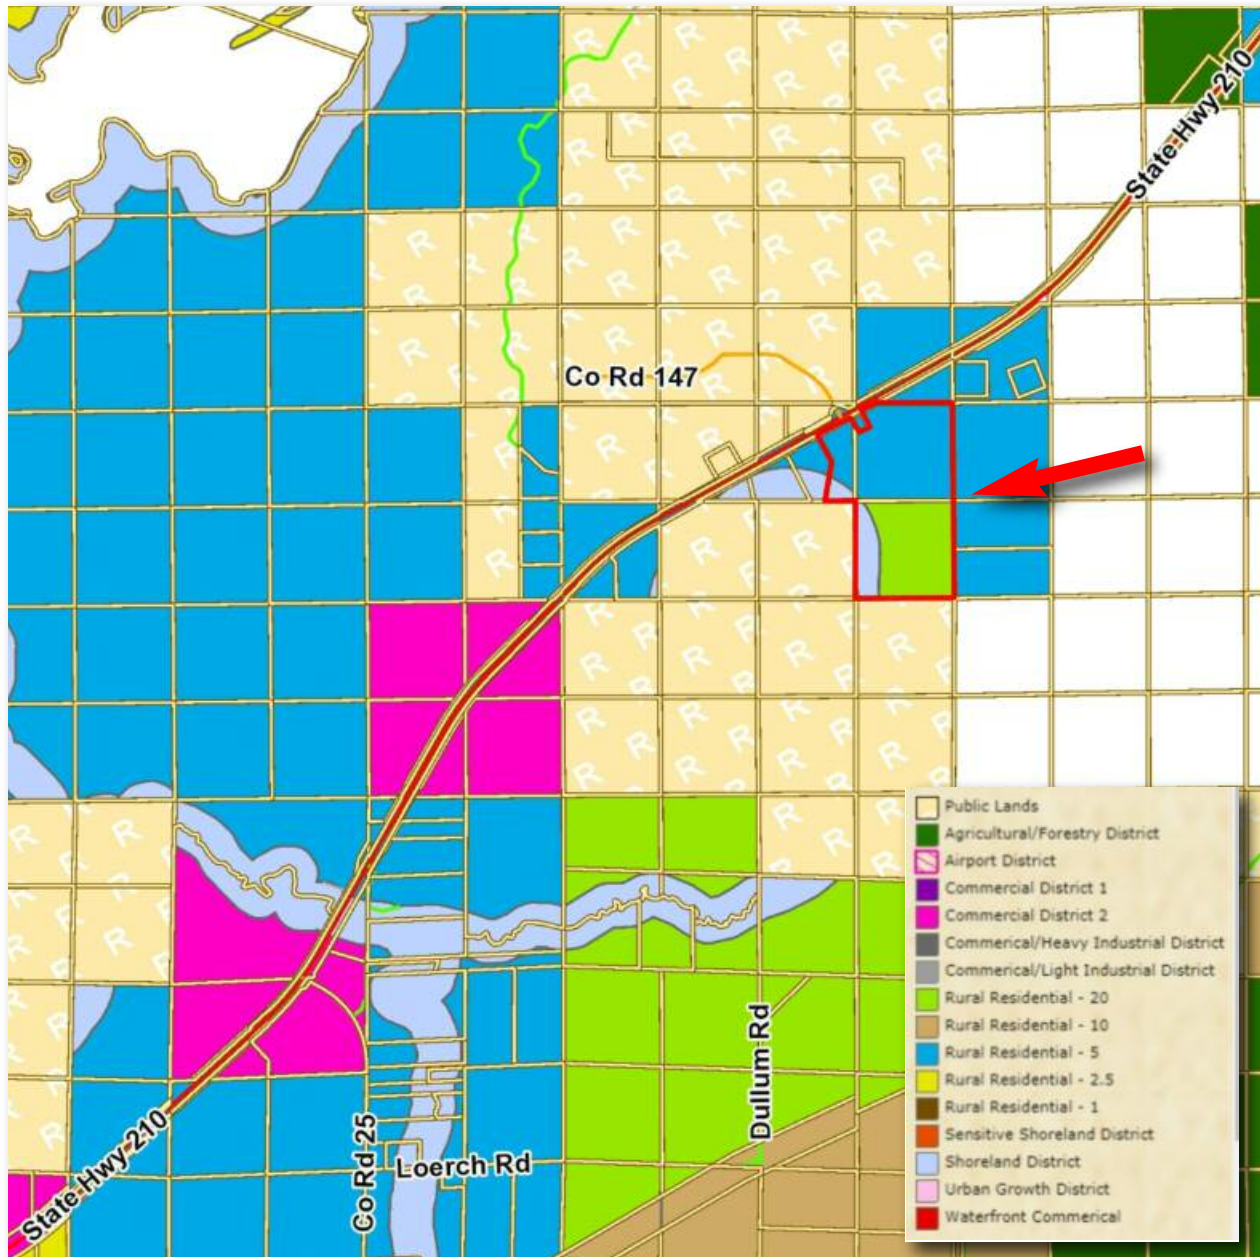 State Hwy 210
Co Rd 147
Dullum Rd
Co Rd 25
Loerch Rd
State Hwy 210
Public Lands
Agricultural/Forestry District
Airport District
Commercial District 1
Commercial District 2
Commerical/Heavy Industrial District
Commerical/Light Industrial District
Rural Residential - 20
Rural Residential - 10
Rural Residential - 5
Rural Residential - 2.5
Rural Residential - 1
Sensitive Shoreland District
Shoreland District
Urban Growth District
Waterfront Commerical